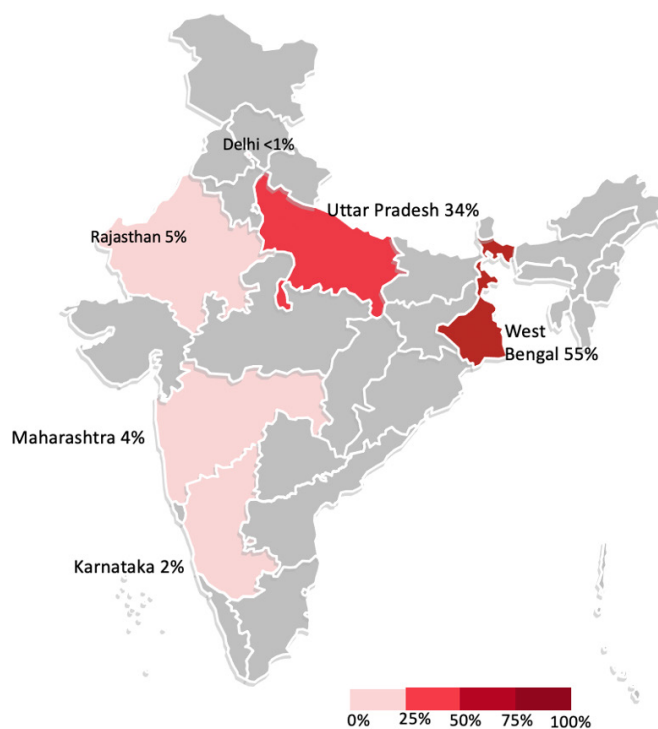 Delhi <1%
Uttar Pradesh 34%
Rajasthan 5%
West
Bengal 55%
Maharashtra 4%
Karnataka 2%
0% 25% 50% 75% 100%